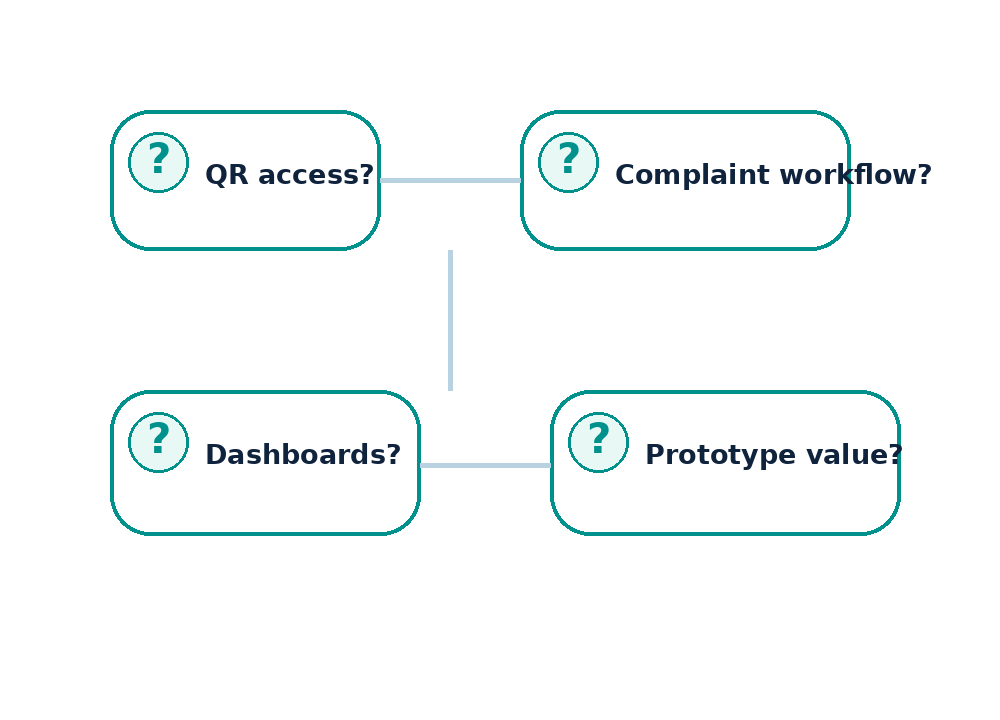 ? QR access?
? Complaint workflow?
? Dashboards?
? Prototype value?